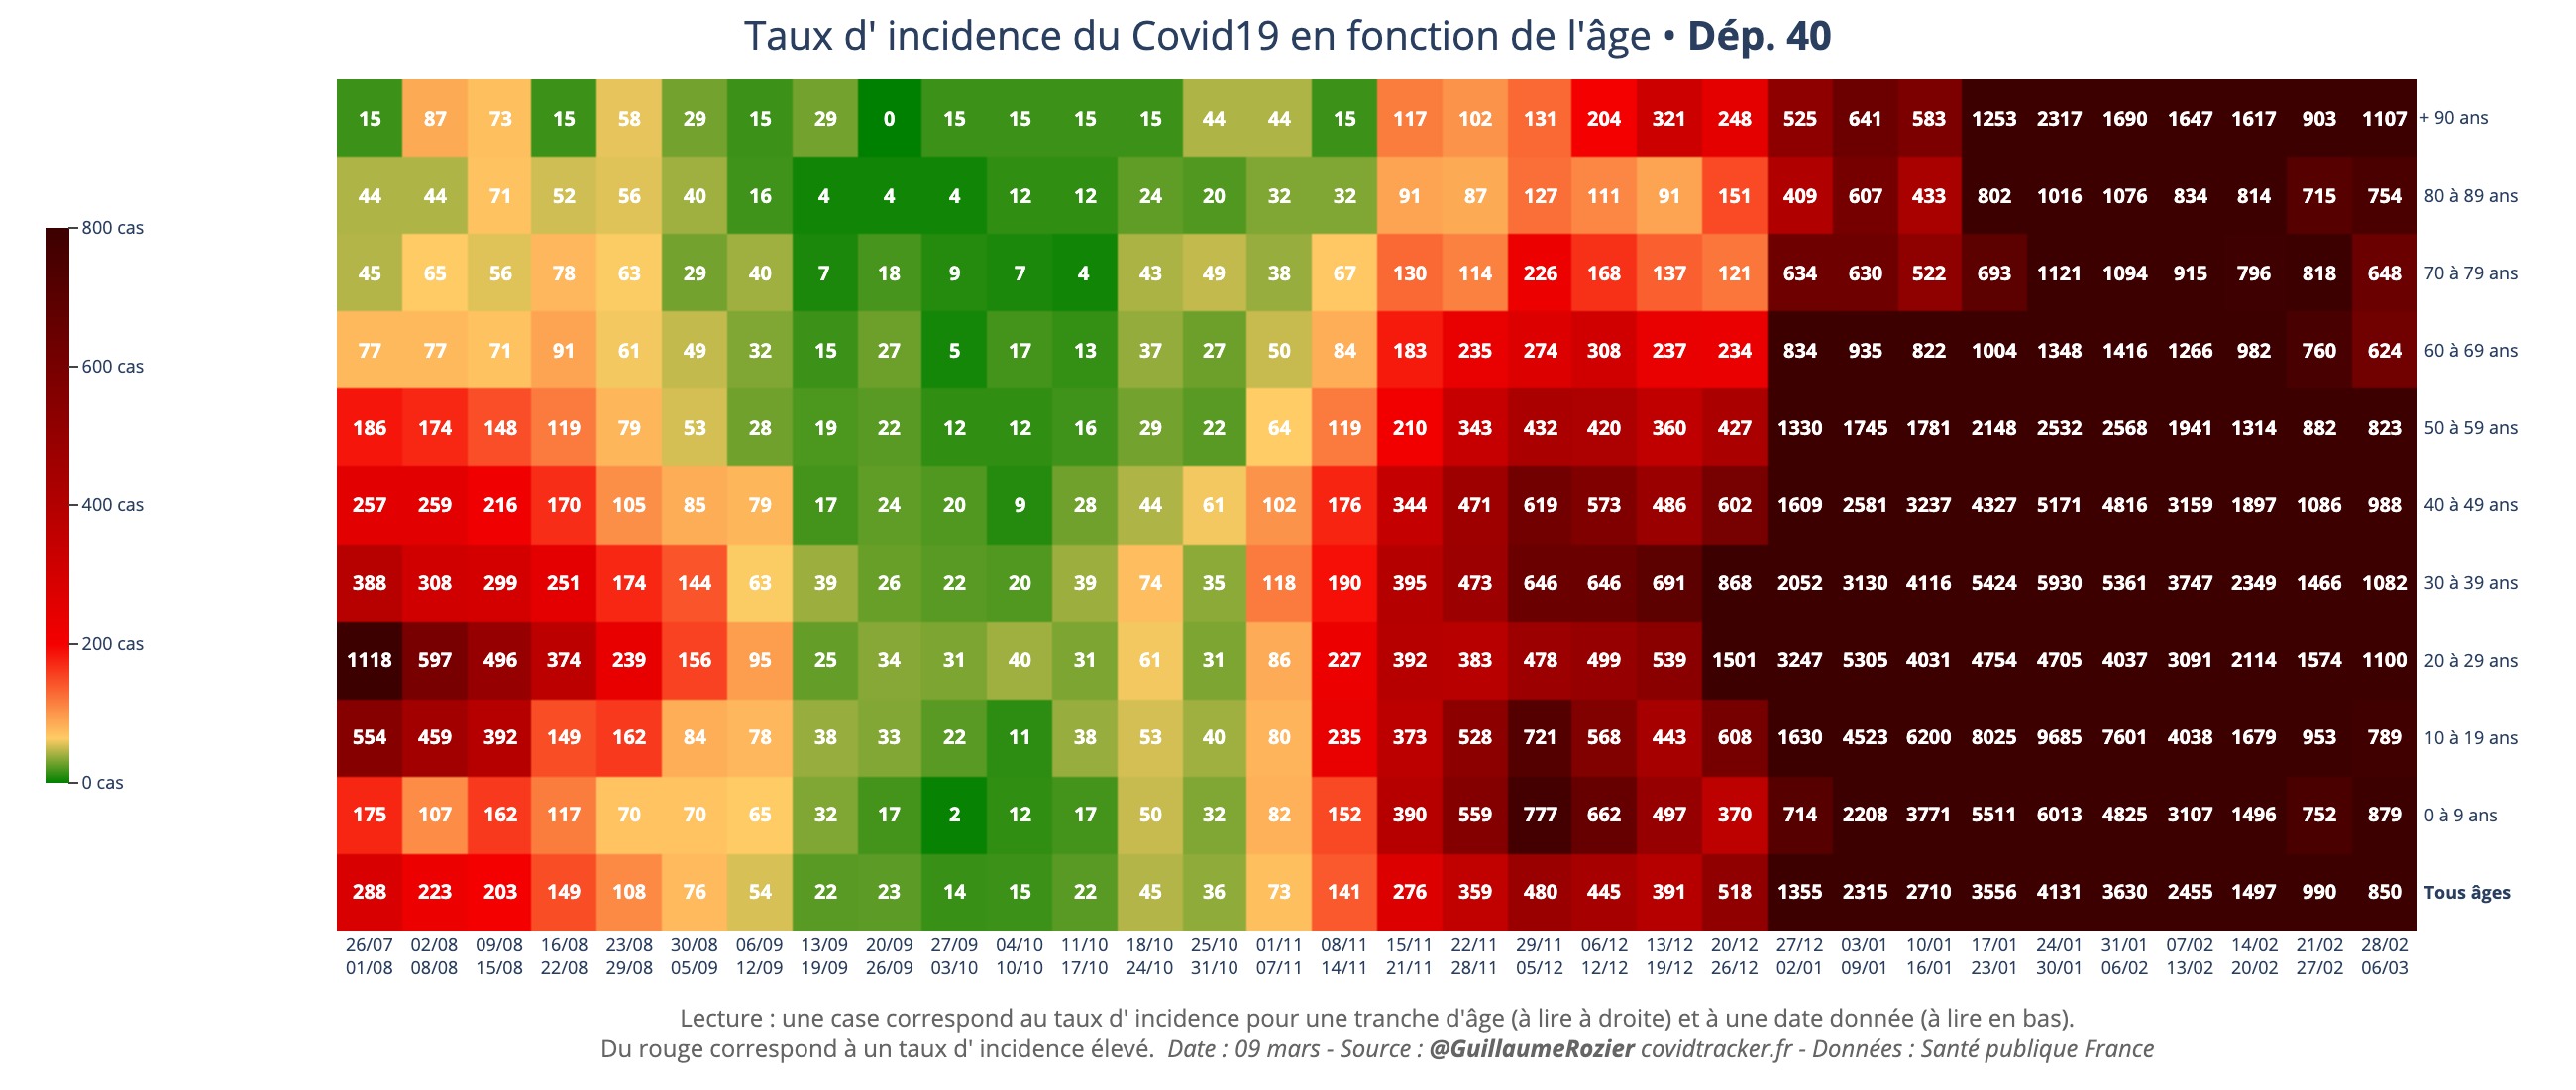 Taux d' incidence du Covid19 en fonction de l'âge • Dép. 40
15 87 73 15 58 29 15 29 0 15 15 15 15 44 44 15 117 102 131 204 321 248 525 641 583 1253 2317 1690 1647 1617 903 1107 + 90 ans
44 44 71 52 56 40 16 4 4 4 12 12 24 20 32 32 91 87 127 111 91 151 409 607 433 802 1016 1076 834 814 715 754 80 à 89 ans
800 cas
45 65 56 78 63 29 40 7 18 9 7 4 43 49 38 67 130 114 226 168 137 121 634 630 522 693 1121 1094 915 796 818 648 70 à 79 ans
77 77 71 91 61 49 32 15 27 5 17 13 37 27 50 84 183 235 274 308 237 234 834 935 822 1004 1348 1416 1266 982 760 624 60 à 69 ans
600 cas
186 174 148 119 79 53 28 19 22 12 12 16 29 22 64 119 210 343 432 420 360 427 1330 1745 1781 2148 2532 2568 1941 1314 882 823 50 à 59 ans
400 cas
257 259 216 170 105 85 79 17 24 20 9 28 44 61 102 176 344 471 619 573 486 602 1609 2581 3237 4327 5171 4816 3159 1897 1086 988 40 à 49 ans
388 308 299 251 174 144 63 39 26 22 20 39 74 35 118 190 395 473 646 646 691 868 2052 3130 4116 5424 5930 5361 3747 2349 1466 1082 30 à 39 ans
200 cas
1118 597 496 374 239 156 95 25 34 31 40 31 61 31 86 227 392 383 478 499 539 1501 3247 5305 4031 4754 4705 4037 3091 2114 1574 1100 20 à 29 ans
554 459 392 149 162 84 78 38 33 22 11 38 53 40 80 235 373 528 721 568 443 608 1630 4523 6200 8025 9685 7601 4038 1679 953 789 10 à 19 ans
0 cas
175 107 162 117 70 70 65 32 17 2 12 17 50 32 82 152 390 559 777 662 497 370 714 2208 3771 5511 6013 4825 3107 1496 752 879 0 à 9 ans
288 223 203 149 108 76 54 22 23 14 15 22 45 36 73 141 276 359 480 445 391 518 1355 2315 2710 3556 4131 3630 2455 1497 990 850 Tous âges
26/07 02/08 09/08 16/08 23/08 30/08 06/09 13/09 20/09 27/09 04/10 11/10 18/10 25/10 01/11 08/11 15/11 22/11 29/11 06/12 13/12 20/12 27/12 03/01 10/01 17/01 24/01 31/01 07/02 14/02 21/02 28/02
01/08 08/08 15/08 22/08 29/08 05/09 12/09 19/09 26/09 03/10 10/10 17/10 24/10 31/10 07/11 14/11 21/11 28/11 05/12 12/12 19/12 26/12 02/01 09/01 16/01 23/01 30/01 06/02 13/02 20/02 27/02 06/03
Lecture : une case correspond au taux d' incidence pour une tranche d'âge (à lire à droite) et à une date donnée (à lire en bas).
Du rouge correspond à un taux d' incidence élevé. Date : 09 mars - Source : @GuillaumeRozier covidtracker.fr - Données : Santé publique France